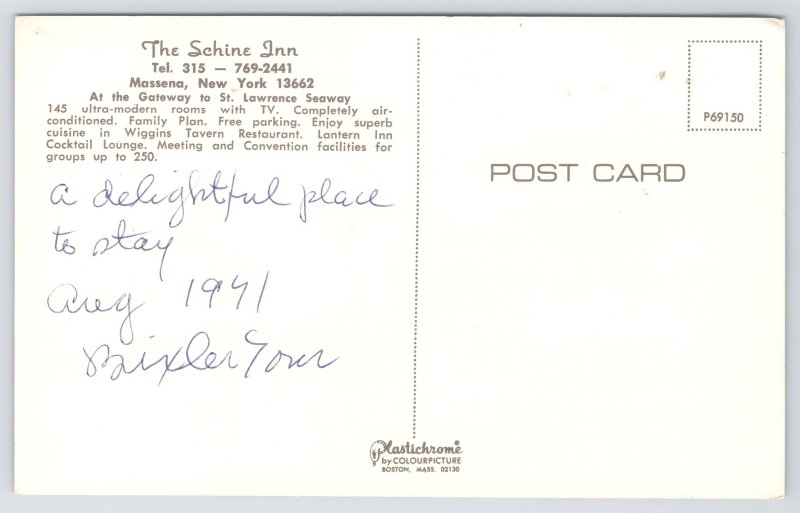 The Schine Inn
Tel. 315 — 769-2441
Massena, New York 13662
At the Gateway to St. Lawrence Seaway
145 ultra-modern rooms with TV. Completely air-
conditioned. Family Plan. Free parking. Enjoy superb
cuisine in Wiggins Tavern Restaurant. Lantern Inn
Cocktail Lounge. Meeting and Convention facilities for
groups up to 250.
a delightful place
to stay
Aug 1971
Bixler Tour
P69150
POST CARD
Plastichrome
by COLOURPICTURE
BOSTON, MASS. 02130